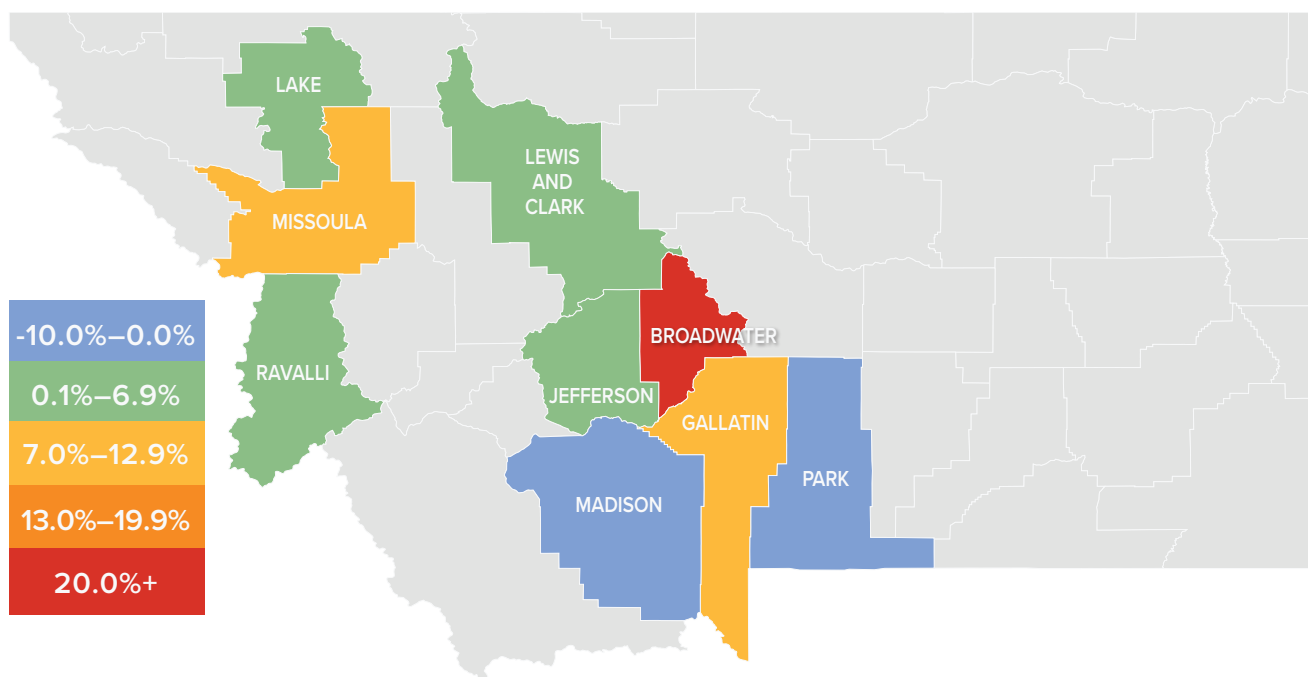 LAKE
LEWIS
AND
CLARK
MISSOULA
BROADWATER
RAVALLI
JEFFERSON
GALLATIN
PARK
MADISON
-10.0%–0.0%
0.1%–6.9%
7.0%–12.9%
13.0%–19.9%
20.0%+